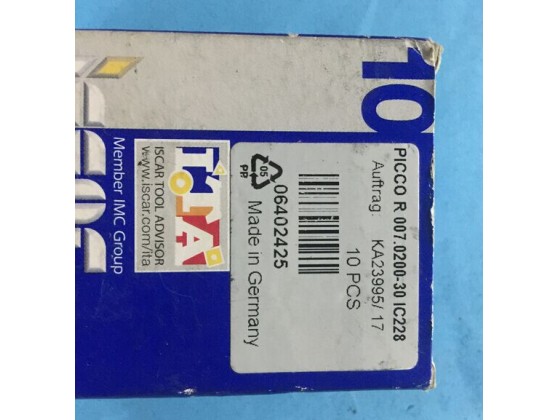 10
PICCO R 007.0200-30 IC228
Auftrag: KA23995/ 17
10 PCS
06402425
Made in Germany
05
PP
ITA
ISCAR TOOL ADVISOR
www.iscar.com/ita
Member IMC Group